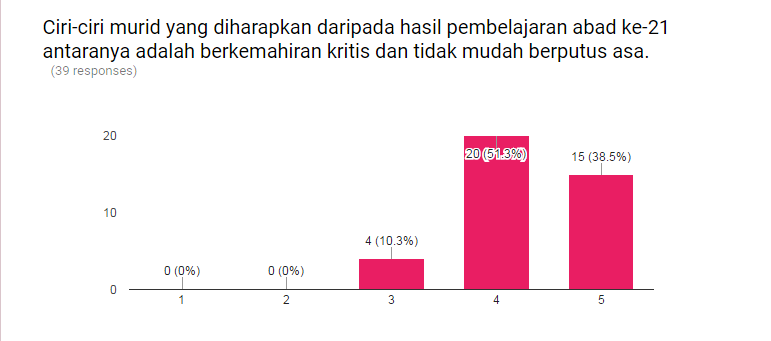 Ciri-ciri murid yang diharapkan daripada hasil pembelajaran abad ke-21
antaranya adalah berkemahiran kritis dan tidak mudah berputus asa.
(39 responses)
20
20 (51.3%)
15 (38.5%)
10
4 (10.3%)
0 (0%)
0 (0%)
0
1 2 3 4 5